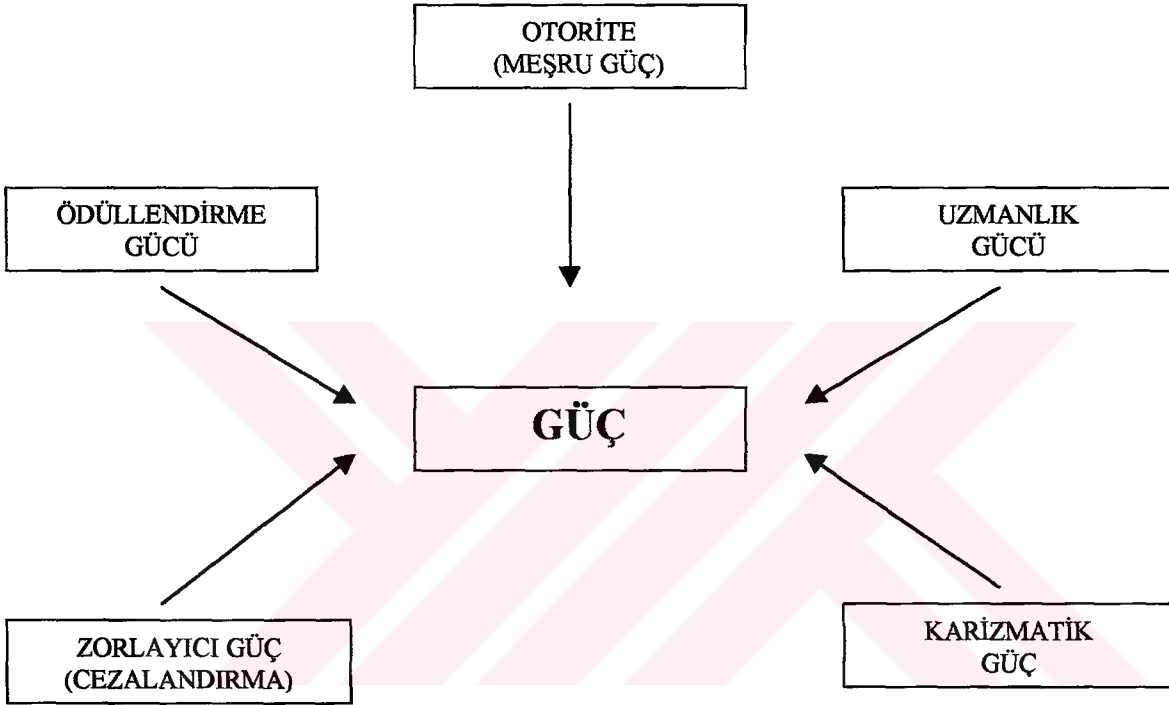 OTORİTE
(MEŞRU GÜÇ)
ÖDÜLLENDİRME
GÜCÜ
UZMANLIK
GÜCÜ
GÜÇ
ZORLAYICI GÜÇ
(CEZALANDIRMA)
KARİZMATİK
GÜÇ